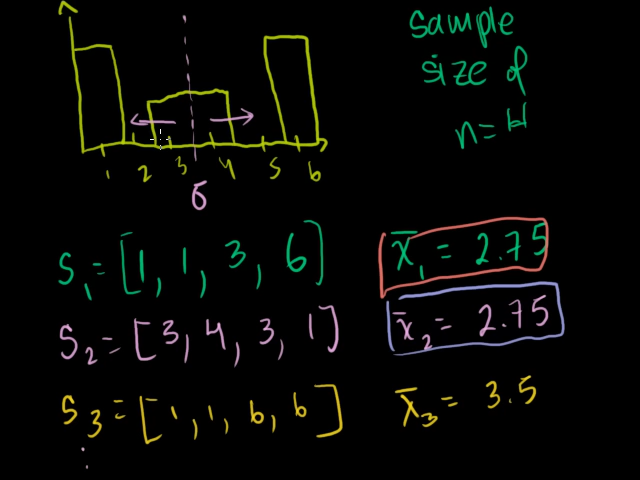 sample
size of
n=4
1 2 3 4 5 6
σ
S₁ = [1, 1, 3, 6]
x̄₁ = 2.75
S₂ = [3, 4, 3, 1]
x̄₂ = 2.75
S₃ = [1, 1, 6, 6]
x̄₃ = 3.5
⋮